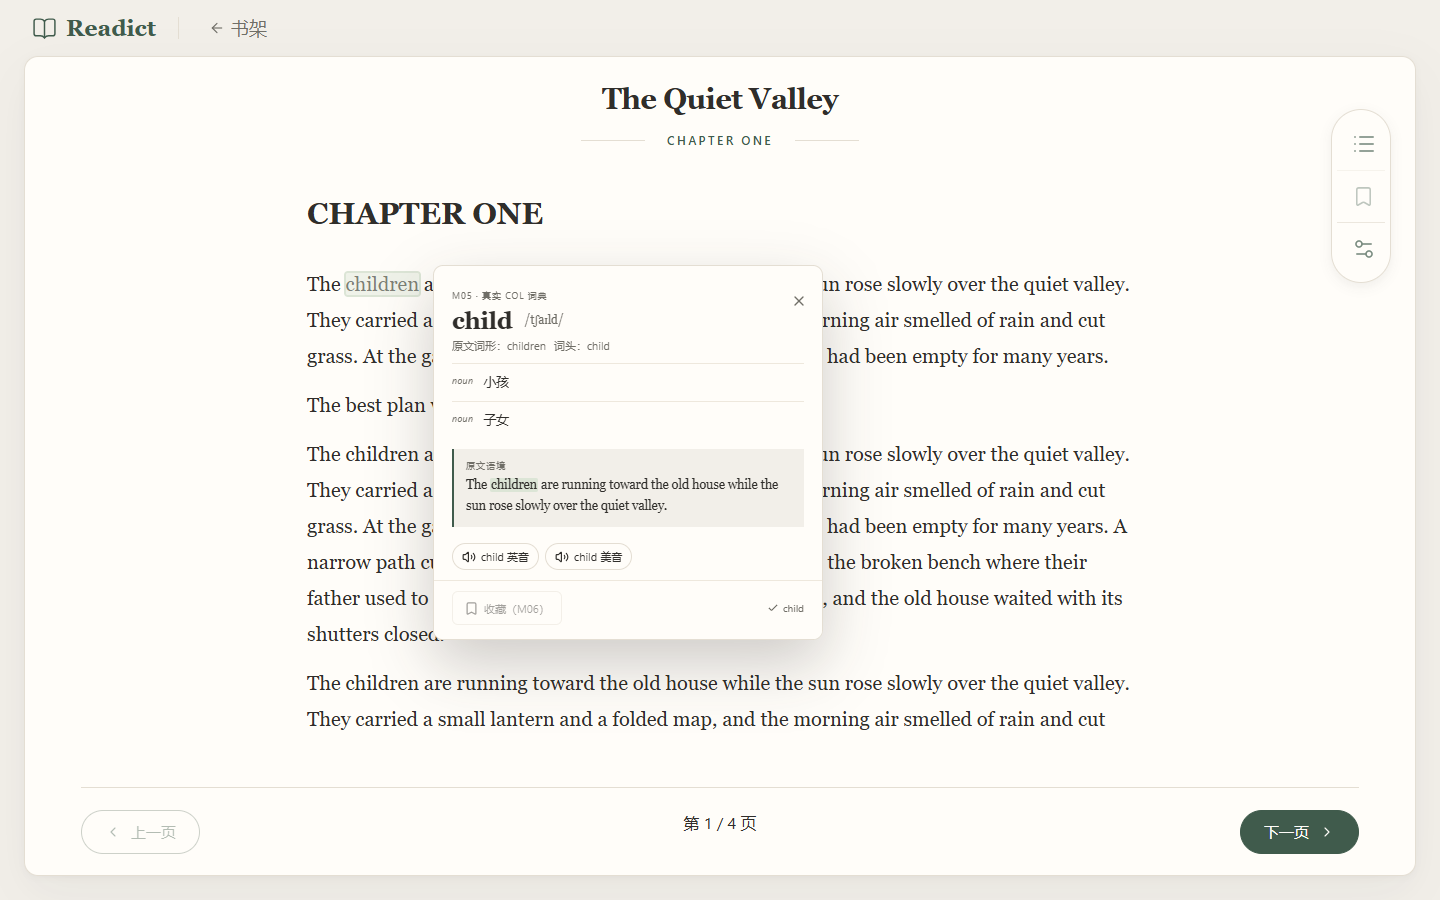 Readict
书架
The Quiet Valley
CHAPTER ONE
CHAPTER ONE
The children a
un rose slowly over the quiet valley.
They carried a
rning air smelled of rain and cut
grass. At the ga
had been empty for many years.
The best plan
The children a
un rose slowly over the quiet valley.
They carried a
rning air smelled of rain and cut
grass. At the ga
had been empty for many years. A
narrow path cu
the broken bench where their
father used to
, and the old house waited with its
shutters closed.
The children are running toward the old house while the sun rose slowly over the quiet valley.
They carried a small lantern and a folded map, and the morning air smelled of rain and cut
M05 · 真实 COL 词典
child /tʃaɪld/
原文词形：children 词头：child
noun 小孩
noun 子女
原文语境
The children are running toward the old house while the
sun rose slowly over the quiet valley.
child 英音
child 美音
收藏（M06）
child
上一页
第 1 / 4 页
下一页